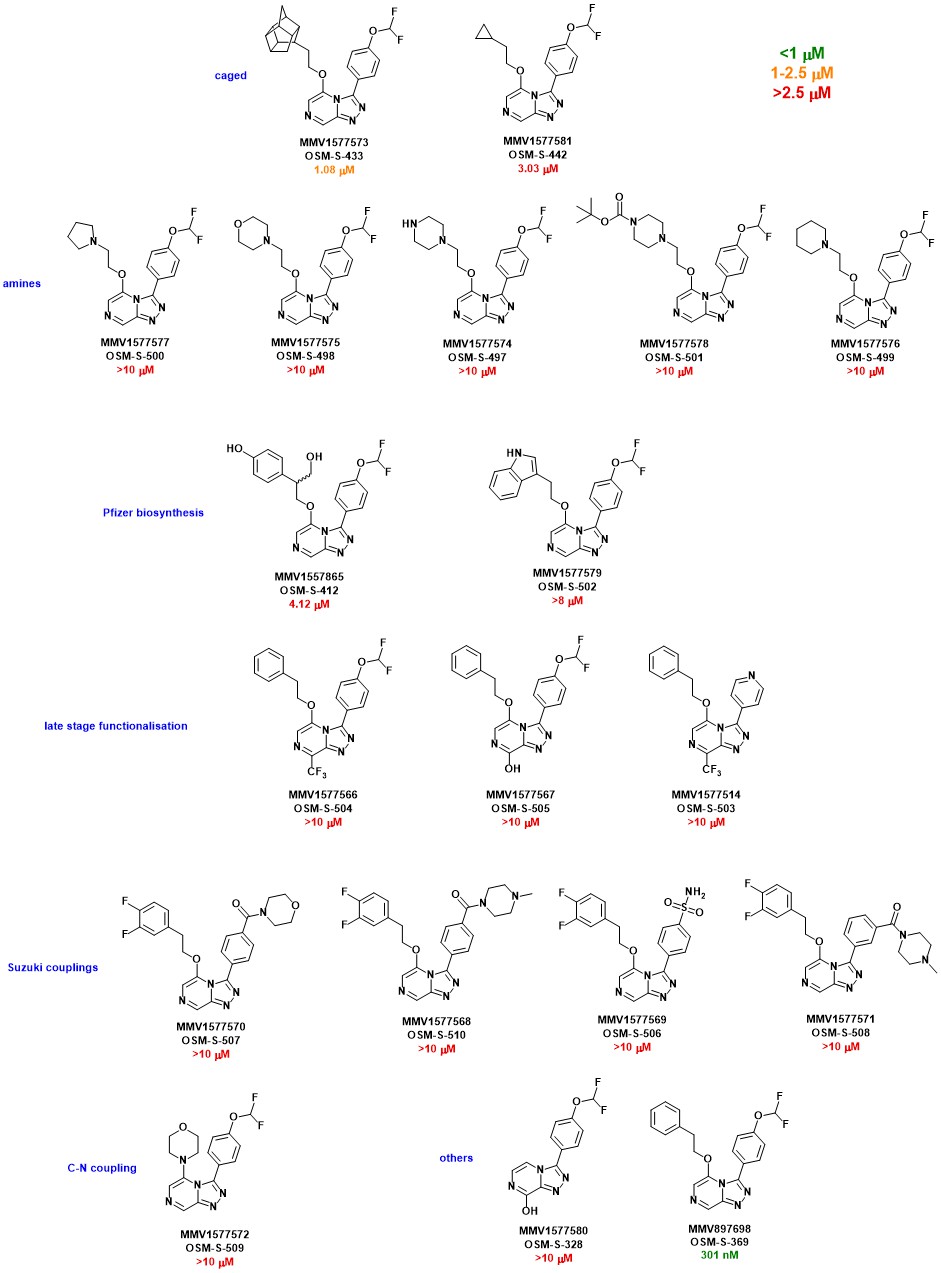 <1 µM
1-2.5 µM
>2.5 µM
caged
MMV1577573
OSM-S-433
1.08 µM
MMV1577581
OSM-S-442
3.03 µM
amines
MMV1577577
OSM-S-500
>10 µM
MMV1577575
OSM-S-498
>10 µM
MMV1577574
OSM-S-497
>10 µM
MMV1577578
OSM-S-501
>10 µM
MMV1577576
OSM-S-499
>10 µM
Pfizer biosynthesis
MMV1557865
OSM-S-412
4.12 µM
MMV1577579
OSM-S-502
>8 µM
late stage functionalisation
MMV1577566
OSM-S-504
>10 µM
MMV1577567
OSM-S-505
>10 µM
MMV1577514
OSM-S-503
>10 µM
Suzuki couplings
MMV1577570
OSM-S-507
>10 µM
MMV1577568
OSM-S-510
>10 µM
MMV1577569
OSM-S-506
>10 µM
MMV1577571
OSM-S-508
>10 µM
C-N coupling
MMV1577572
OSM-S-509
>10 µM
others
MMV1577580
OSM-S-328
>10 µM
MMV897698
OSM-S-369
301 nM